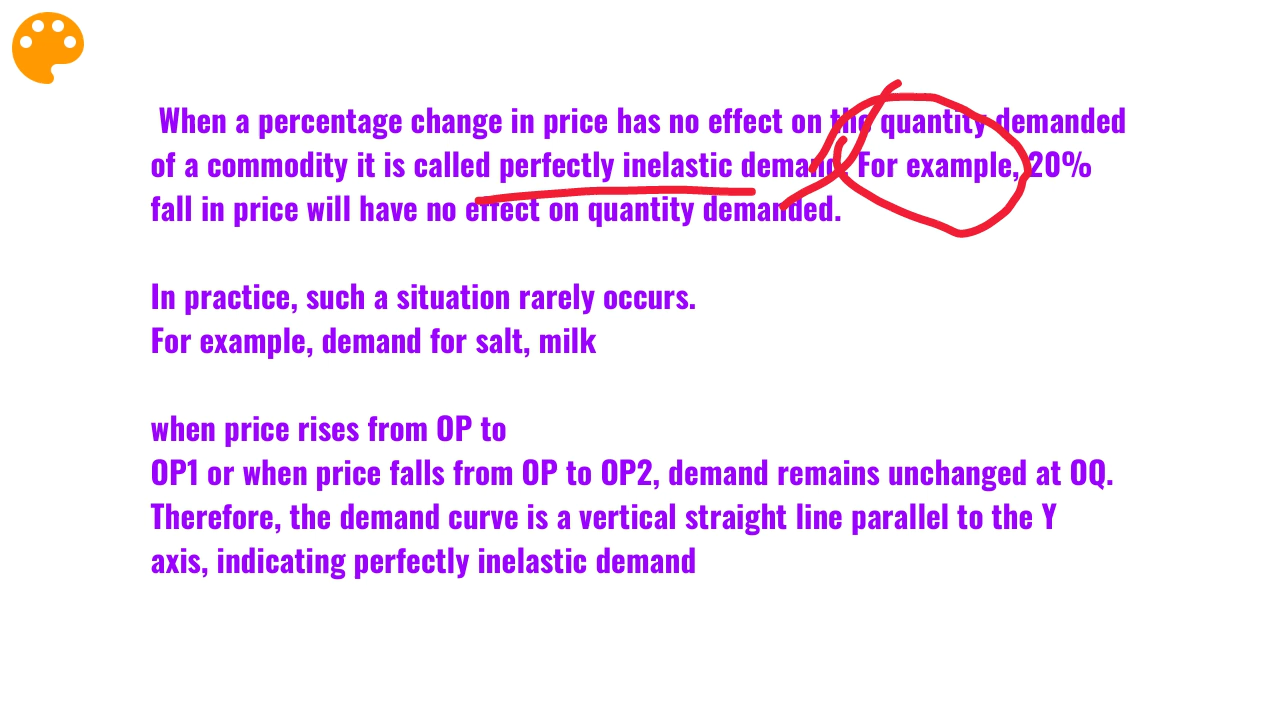 When a percentage change in price has no effect on the quantity demanded
of a commodity it is called perfectly inelastic demand. For example, 20%
fall in price will have no effect on quantity demanded.
In practice, such a situation rarely occurs.
For example, demand for salt, milk
when price rises from OP to
OP1 or when price falls from OP to OP2, demand remains unchanged at OQ.
Therefore, the demand curve is a vertical straight line parallel to the Y
axis, indicating perfectly inelastic demand